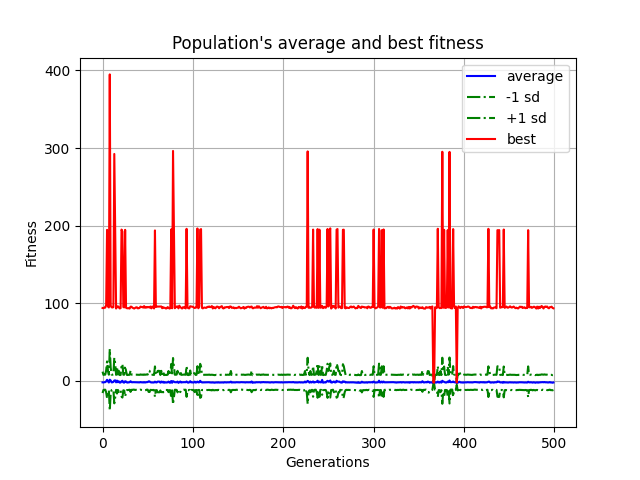 Population's average and best fitness
average
-1 sd
+1 sd
best
400
300
200
100
0
Fitness
0 100 200 300 400 500
Generations